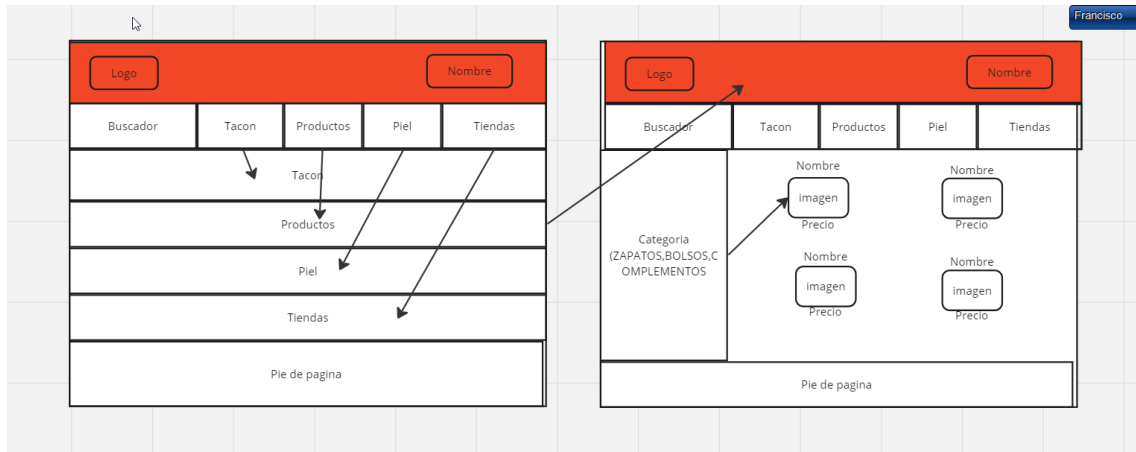 Francisco
Logo
Nombre
Buscador
Tacon
Productos
Piel
Tiendas
Tacon
Productos
Piel
Tiendas
Pie de pagina
Logo
Nombre
Buscador
Tacon
Productos
Piel
Tiendas
Categoria
(ZAPATOS,BOLSOS,C
OMPLEMENTOS
Nombre
imagen
Precio
Nombre
imagen
Precio
Nombre
imagen
Precio
Nombre
imagen
Precio
Pie de pagina